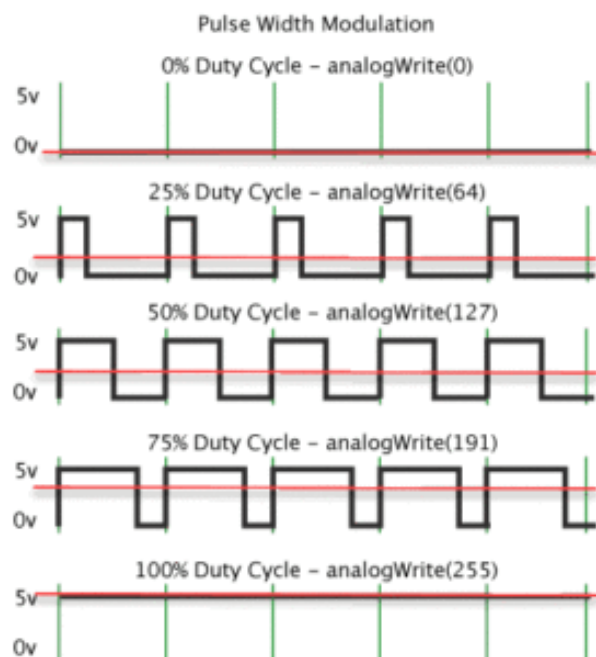 Pulse Width Modulation
0% Duty Cycle – analogWrite(0)
5v
0v
25% Duty Cycle – analogWrite(64)
5v
0v
50% Duty Cycle – analogWrite(127)
5v
0v
75% Duty Cycle – analogWrite(191)
5v
0v
100% Duty Cycle – analogWrite(255)
5v
0v